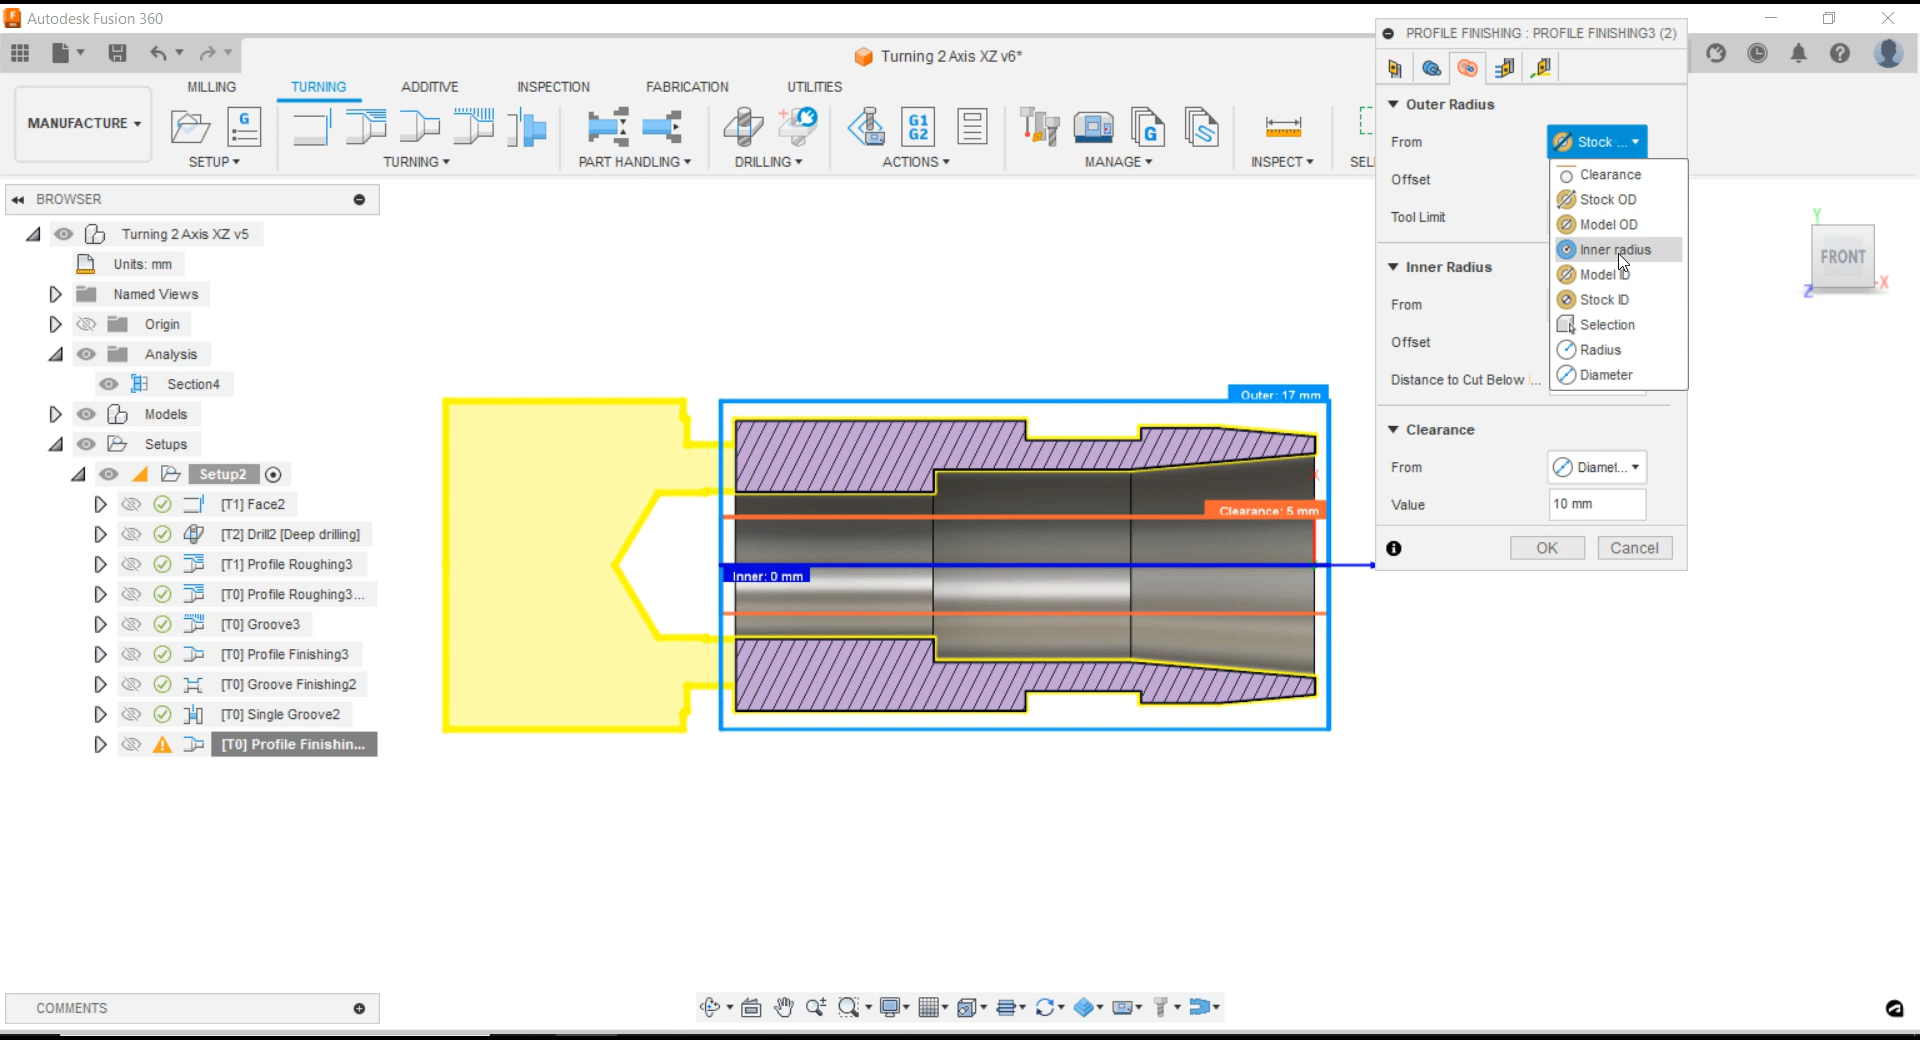 Autodesk Fusion 360
PROFILE FINISHING : PROFILE FINISHING3 (2)
Turning 2 Axis XZ v6*
MILLING
TURNING
ADDITIVE
INSPECTION
FABRICATION
UTILITIES
MANUFACTURE
G
G1
G2
G
SETUP
TURNING
PART HANDLING
DRILLING
ACTIONS
MANAGE
INSPECT
SEL
BROWSER
Turning 2 Axis XZ v5
Units: mm
Named Views
Origin
Analysis
Section4
Models
Setups
Setup2
[T1] Face2
[T2] Drill2 [Deep drilling]
[T1] Profile Roughing3
[T0] Profile Roughing3...
[T0] Groove3
[T0] Profile Finishing3
[T0] Groove Finishing2
[T0] Single Groove2
[T0] Profile Finishin...
Outer: 17 mm
X
Clearance: 5 mm
Inner: 0 mm
Outer Radius
From
Stock ...
Offset
Tool Limit
Clearance
Stock OD
Model OD
Inner radius
Model ID
Stock ID
Selection
Radius
Diameter
Inner Radius
From
Offset
Distance to Cut Below ...
Clearance
From
Diamet...
Value
10 mm
OK
Cancel
Y
FRONT
X
Z
COMMENTS